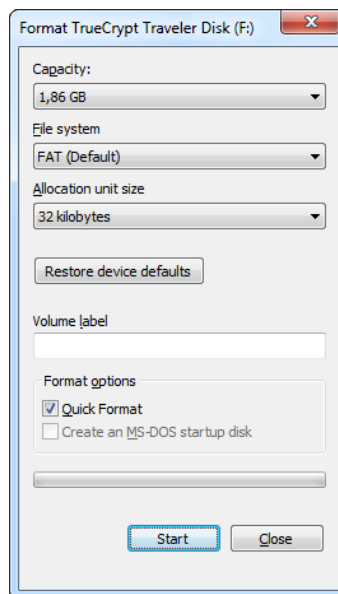 Format TrueCrypt Traveler Disk (F:)
Capacity:
1,86 GB
File system
FAT (Default)
Allocation unit size
32 kilobytes
Restore device defaults
Volume label
Format options
Quick Format
Create an MS-DOS startup disk
Start
Close